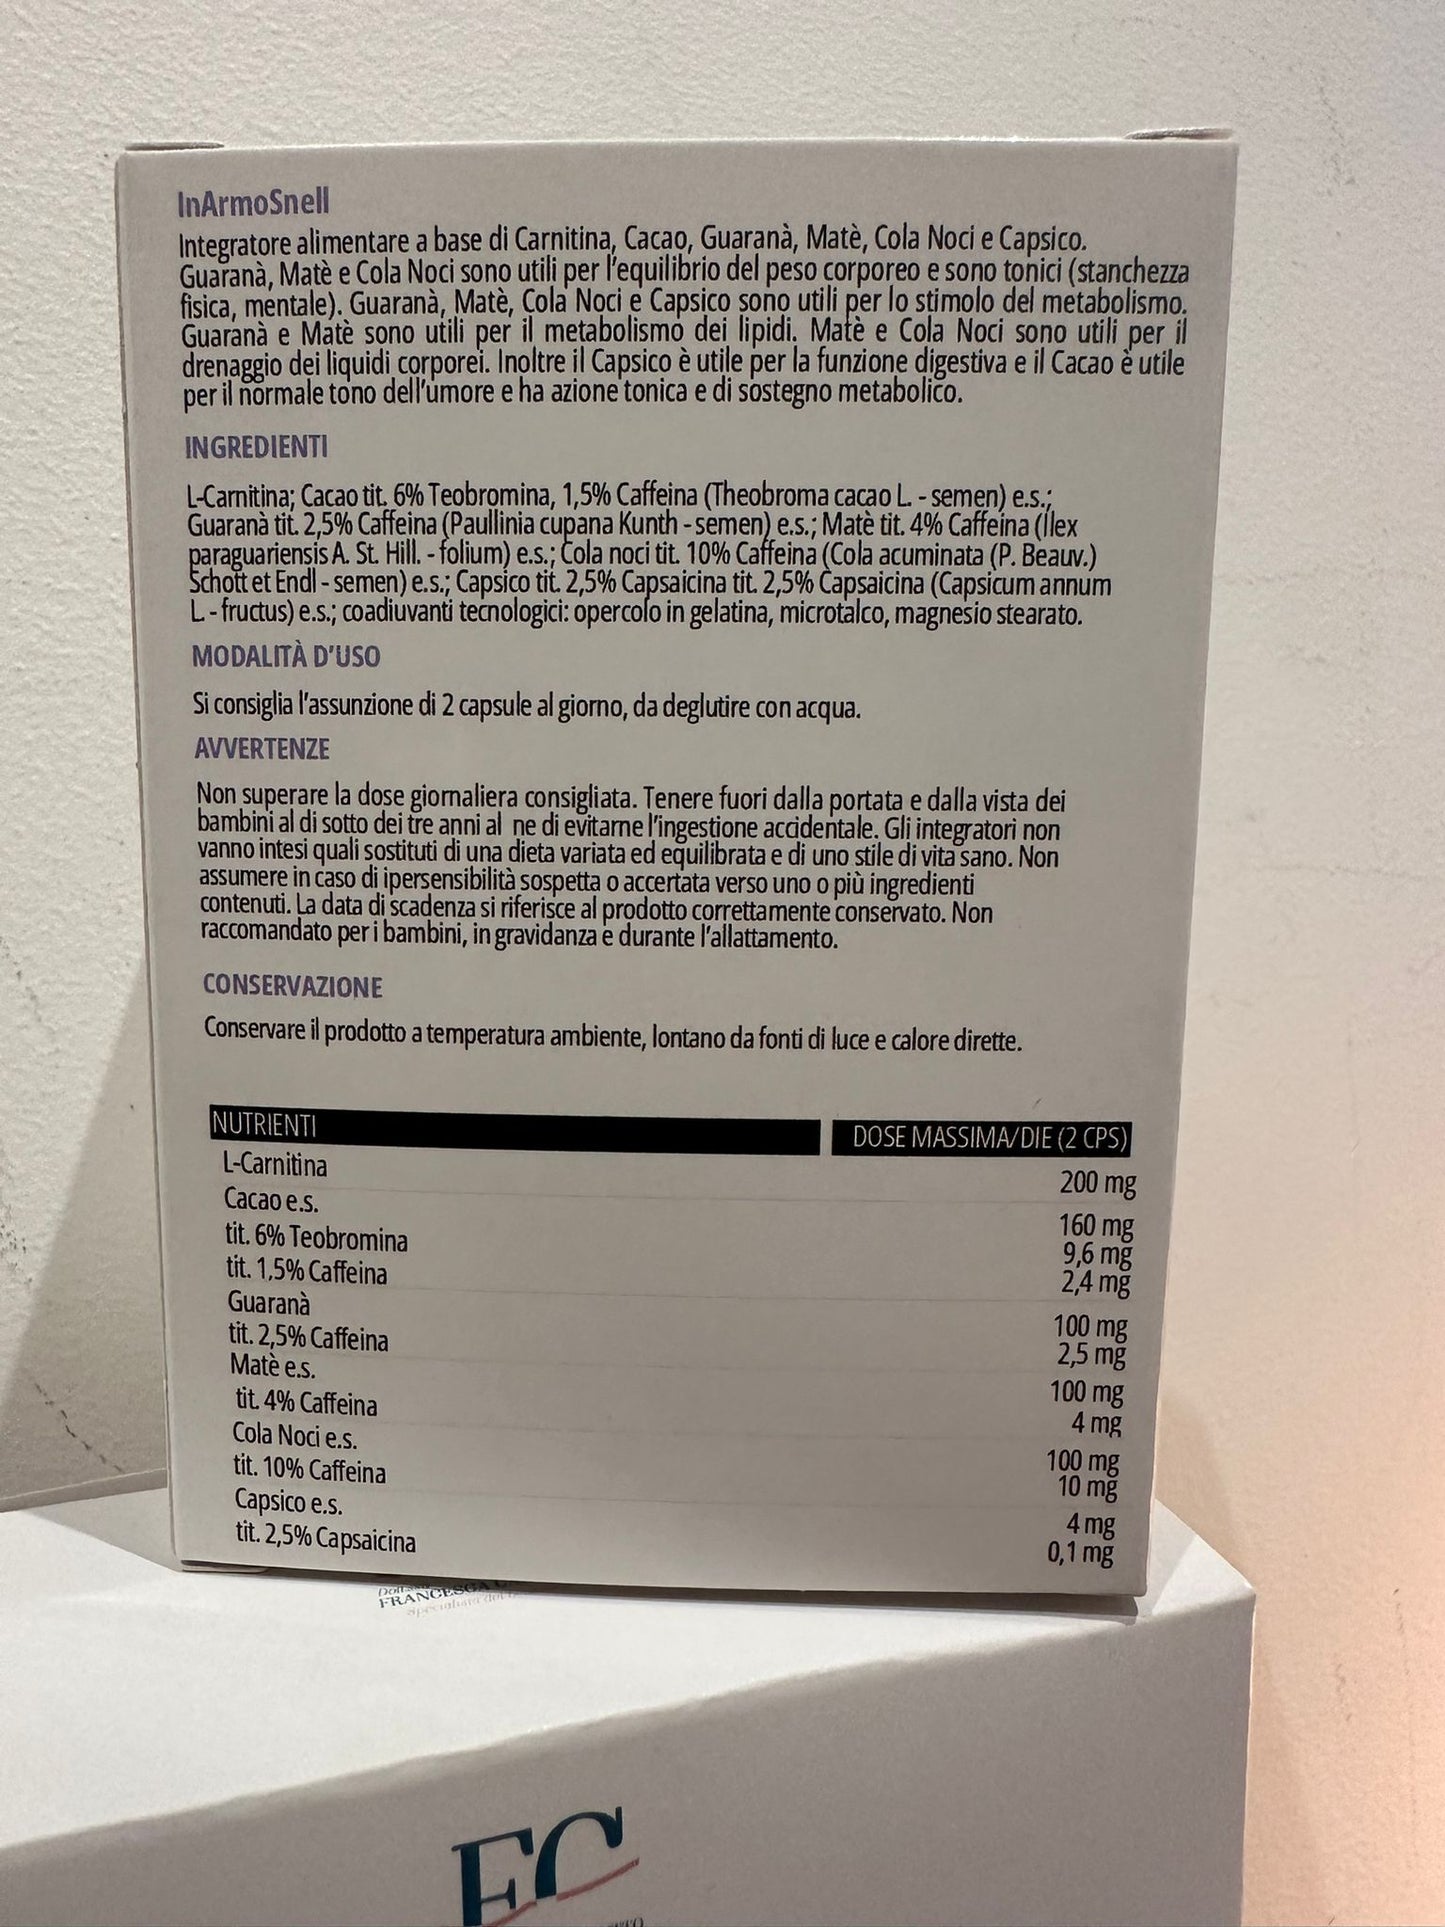 InArmoSnell
Integratore alimentare a base di Carnitina, Cacao, Guaranà, Matè, Cola Noci e Capsico.
Guaranà, Matè e Cola Noci sono utili per l'equilibrio del peso corporeo e sono tonici (stanchezza
fisica, mentale). Guaranà, Matè, Cola Noci e Capsico sono utili per lo stimolo del metabolismo.
Guaranà e Matè sono utili per il metabolismo dei lipidi. Matè e Cola Noci sono utili per il
drenaggio dei liquidi corporei. Inoltre il Capsico è utile per la funzione digestiva e il Cacao è utile
per il normale tono dell'umore e ha azione tonica e di sostegno metabolico.
INGREDIENTI
L-Carnitina; Cacao tit. 6% Teobromina, 1,5% Caffeina (Theobroma cacao L. - semen) e.s.;
Guaranà tit. 2,5% Caffeina (Paullinia cupana Kunth - semen) e.s.; Matè tit. 4% Caffeina (Ilex
paraguariensis A. St. Hill. - folium) e.s.; Cola noci tit. 10% Caffeina (Cola acuminata (P. Beauv.)
Schott et Endl - semen) e.s.; Capsico tit. 2,5% Capsaicina tit. 2,5% Capsaicina (Capsicum annum
L - fructus) e.s.; coadiuvanti tecnologici: opercolo in gelatina, microtalco, magnesio stearato.
MODALITÀ D'USO
Si consiglia l'assunzione di 2 capsule al giorno, da deglutire con acqua.
AVVERTENZE
Non superare la dose giornaliera consigliata. Tenere fuori dalla portata e dalla vista dei
bambini al di sotto dei tre anni al ne di evitarne l'ingestione accidentale. Gli integratori non
vanno intesi quali sostituti di una dieta variata ed equilibrata e di uno stile di vita sano. Non
assumere in caso di ipersensibilità sospetta o accertata verso uno o più ingredienti
contenuti. La data di scadenza si riferisce al prodotto correttamente conservato. Non
raccomandato per i bambini, in gravidanza e durante l'allattamento.
CONSERVAZIONE
Conservare il prodotto a temperatura ambiente, lontano da fonti di luce e calore dirette.
NUTRIENTI DOSE MASSIMA/DIE (2 CPS)
L-Carnitina 200 mg
Cacao e.s. 160 mg
tit. 6% Teobromina 9,6 mg
tit. 1,5% Caffeina 2,4 mg
Guaranà 100 mg
tit. 2,5% Caffeina 2,5 mg
Matè e.s. 100 mg
tit. 4% Caffeina 4 mg
Cola Noci e.s. 100 mg
tit. 10% Caffeina 10 mg
Capsico e.s. 4 mg
tit. 2,5% Capsaicina 0,1 mg
FRANCESCA
FC